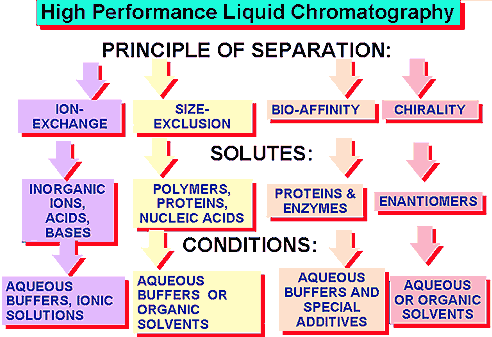 High Performance Liquid Chromatography
PRINCIPLE OF SEPARATION:
ION-
EXCHANGE
SIZE-
EXCLUSION
BIO-AFFINITY
CHIRALITY
SOLUTES:
INORGANIC
IONS, ACIDS,
BASES
POLYMERS,
PROTEINS,
NUCLEIC ACIDS
PROTEINS &
ENZYMES
ENANTIOMERS
CONDITIONS:
AQUEOUS
BUFFERS, IONIC
SOLUTIONS
AQUEOUS
BUFFERS OR
ORGANIC
SOLVENTS
AQUEOUS
BUFFERS AND
SPECIAL
ADDITIVES
AQUEOUS
OR ORGANIC
SOLVENTS